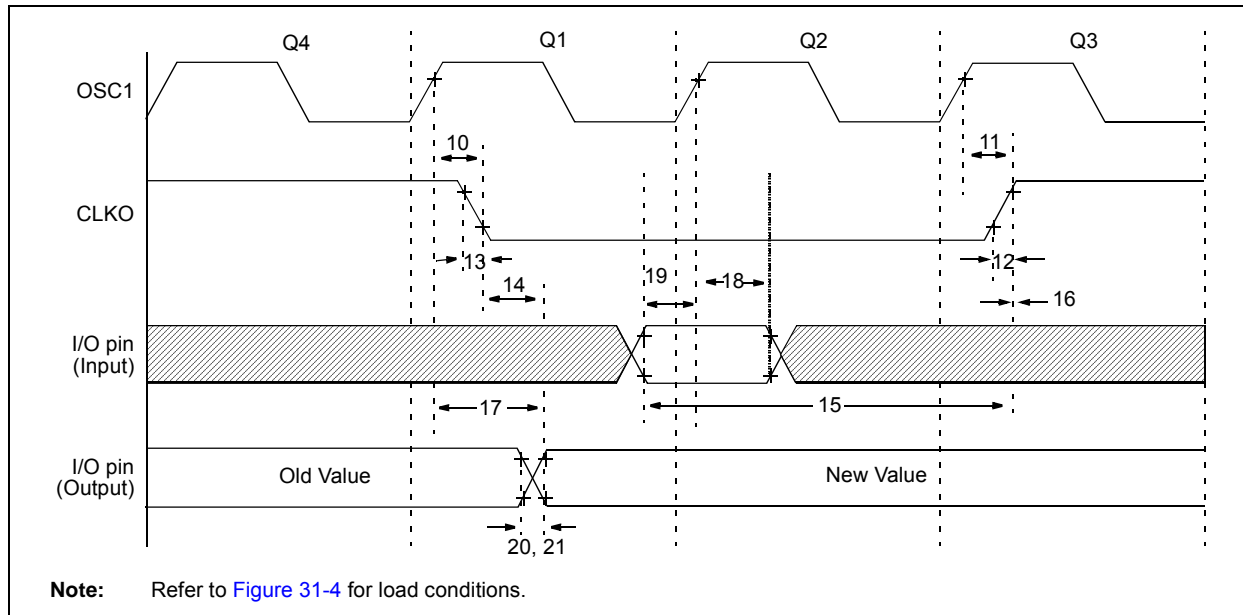 Q4 Q1 Q2 Q3
OSC1
10 11
CLKO
13 12
14 19 18 16
I/O pin
(Input)
17 15
I/O pin
(Output)
Old Value New Value
20, 21
Note: Refer to Figure 31-4 for load conditions.